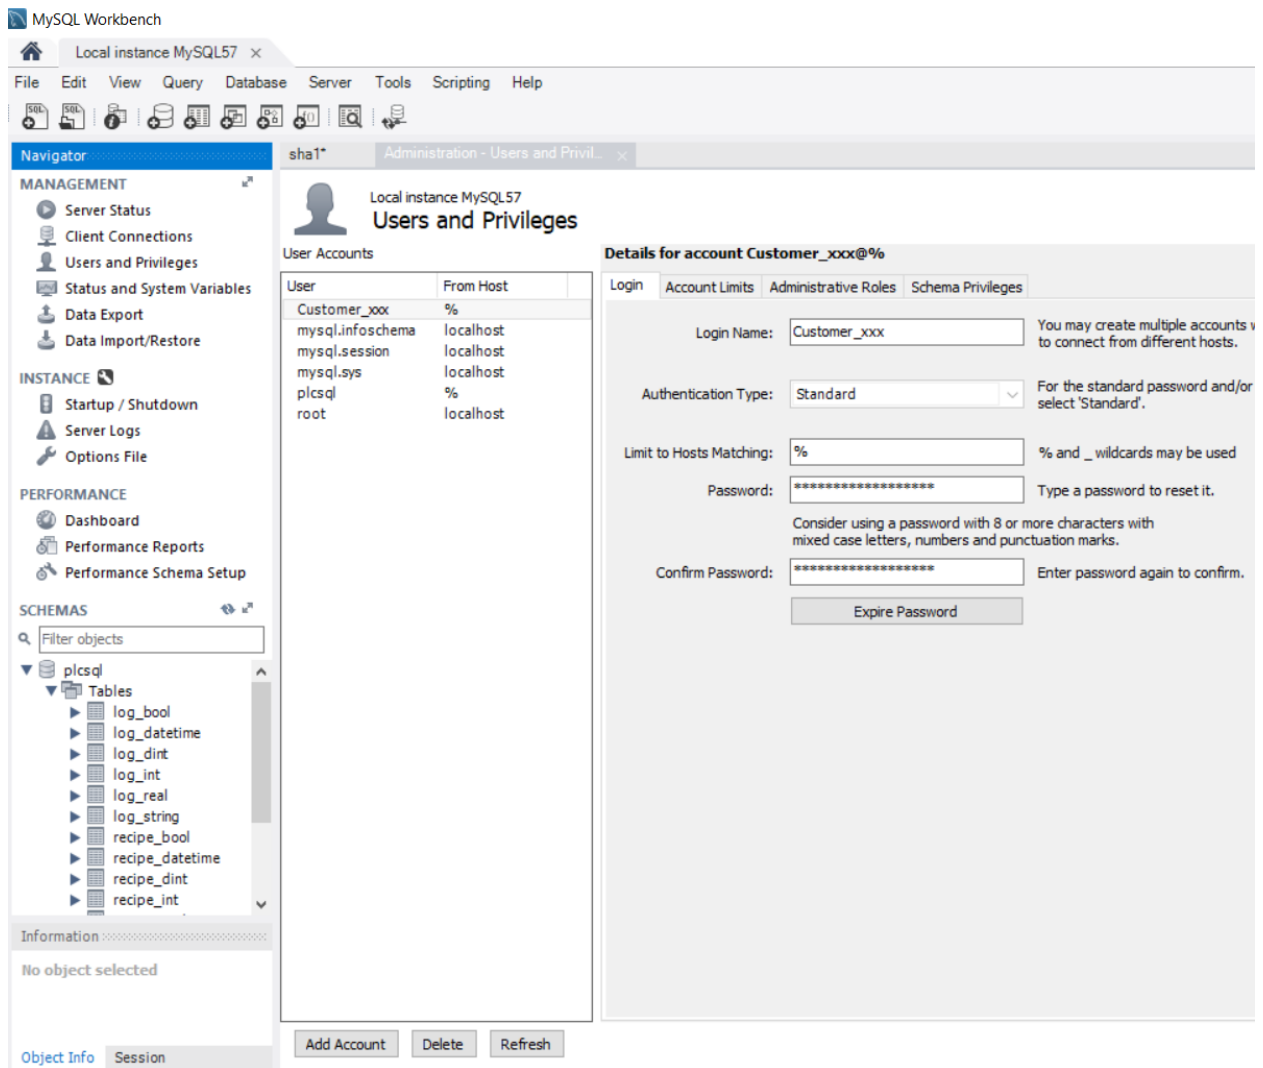 MySQL Workbench
Local instance MySQL57
File Edit View Query Database Server Tools Scripting Help
Navigator
MANAGEMENT
Server Status
Client Connections
Users and Privileges
Status and System Variables
Data Export
Data Import/Restore
INSTANCE
Startup / Shutdown
Server Logs
Options File
PERFORMANCE
Dashboard
Performance Reports
Performance Schema Setup
SCHEMAS
Filter objects
plcsql
Tables
log_bool
log_datetime
log_dint
log_int
log_real
log_string
recipe_bool
recipe_datetime
recipe_dint
recipe_int
Information
No object selected
Object Info Session
sha1* Administration - Users and Privil...
Local instance MySQL57
Users and Privileges
User Accounts
User From Host
Customer_xxx %
mysql.infoschema localhost
mysql.session localhost
mysql.sys localhost
plcsql %
root localhost
Add Account Delete Refresh
Details for account Customer_xxx@%
Login Account Limits Administrative Roles Schema Privileges
Login Name: Customer_xxx You may create multiple accounts
to connect from different hosts.
Authentication Type: Standard For the standard password and/or
select 'Standard'.
Limit to Hosts Matching: % % and _ wildcards may be used
Password: ****************** Type a password to reset it.
Consider using a password with 8 or more characters with
mixed case letters, numbers and punctuation marks.
Confirm Password: ****************** Enter password again to confirm.
Expire Password